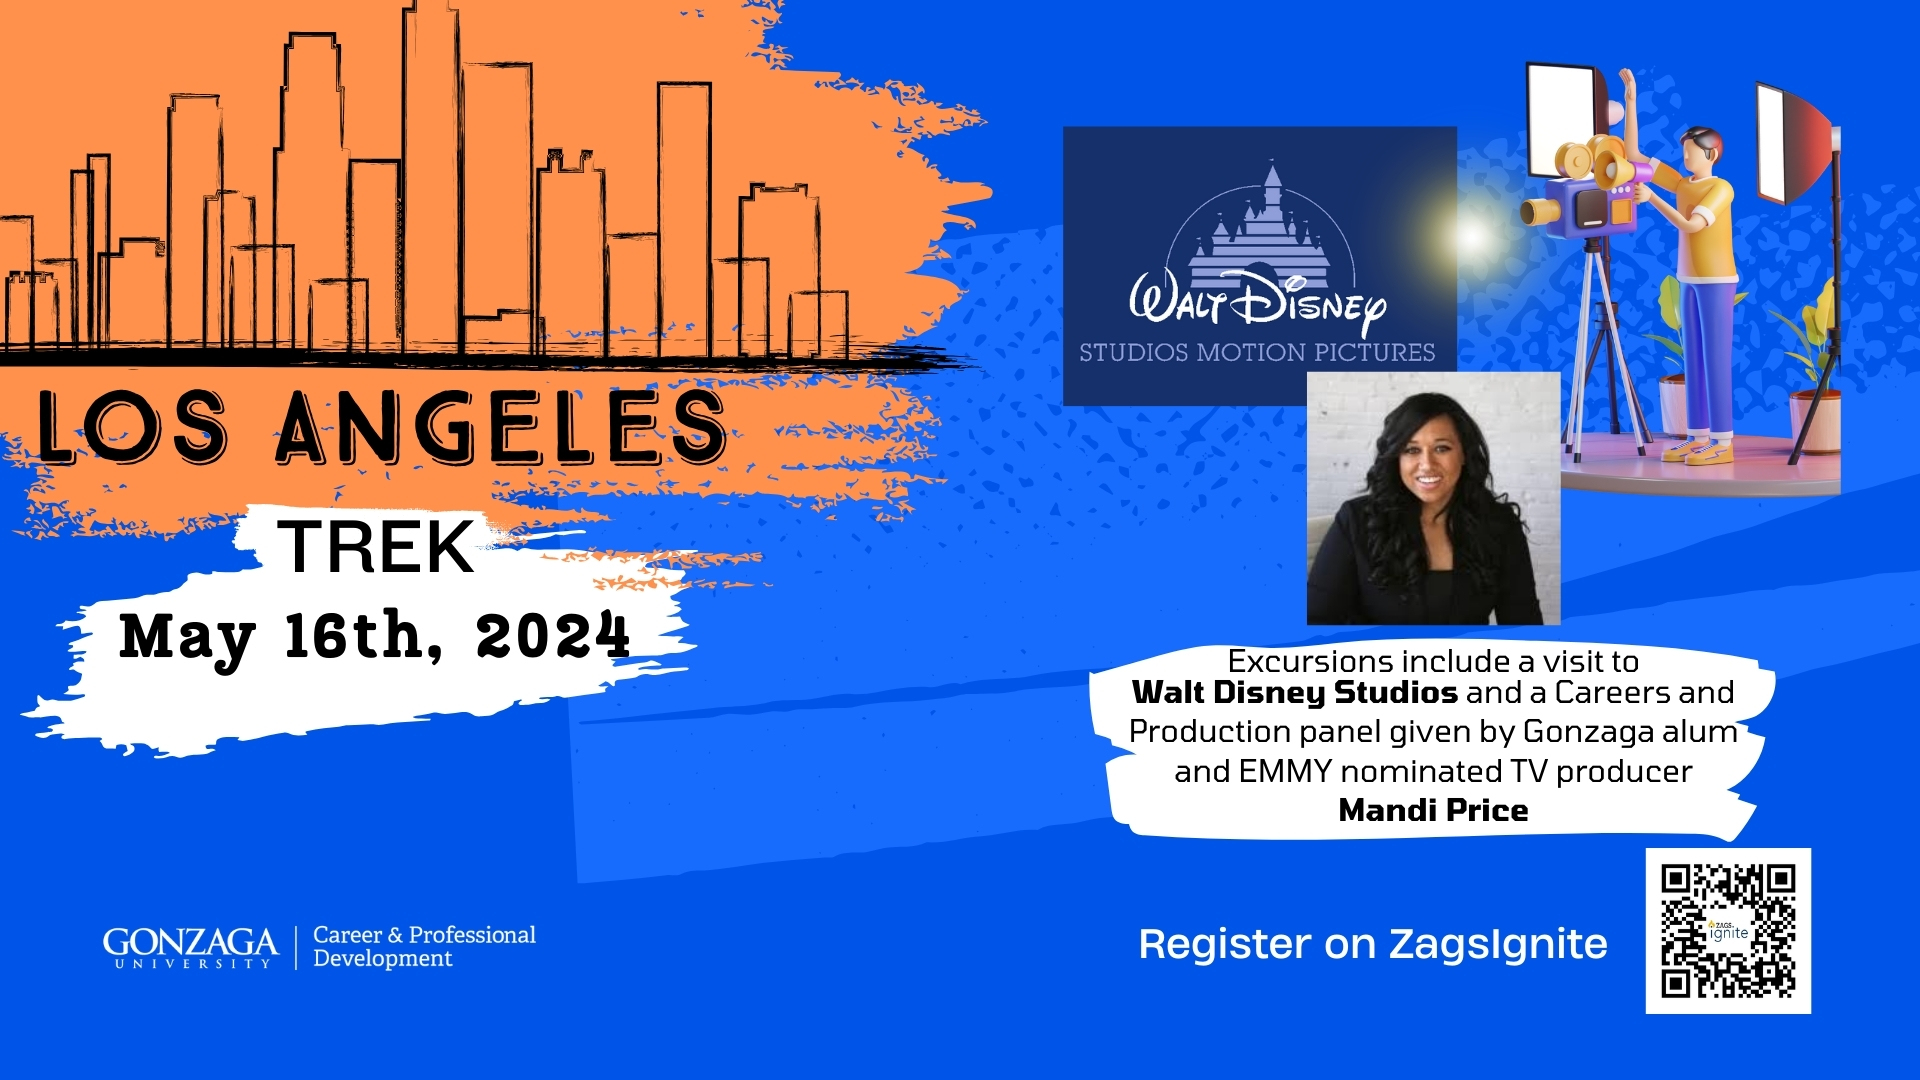 LOS ANGELES
TREK
May 16th, 2024
WALT DISNEY
STUDIOS MOTION PICTURES
Excursions include a visit to
Walt Disney Studios and a Careers and
Production panel given by Gonzaga alum
and EMMY nominated TV producer
Mandi Price
GONZAGA
UNIVERSITY
Career & Professional
Development
Register on ZagsIgnite
ZAGS
ignite